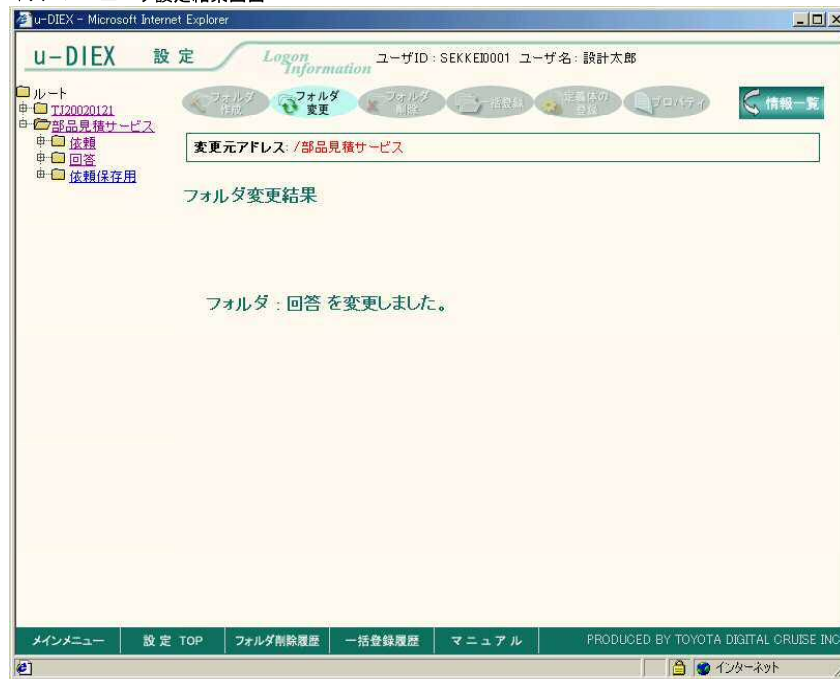 u-DIEX - Microsoft Internet Explorer
u-DIEX 設定
Logon Information ユーザID : SEKKEI0001 ユーザ名 : 設計太郎
ルート
TJ20020121
部品見積サービス
依頼
回答
依頼保存用
フォルダ作成 フォルダ変更 フォルダ削除 一括登録 定義体の登録 プロパティ 情報一覧
変更元アドレス: /部品見積サービス
フォルダ変更結果
フォルダ : 回答 を変更しました。
メインメニュー 設定 TOP フォルダ削除履歴 一括登録履歴 マニュアル PRODUCED BY TOYOTA DIGITAL CRUISE INC
インターネット